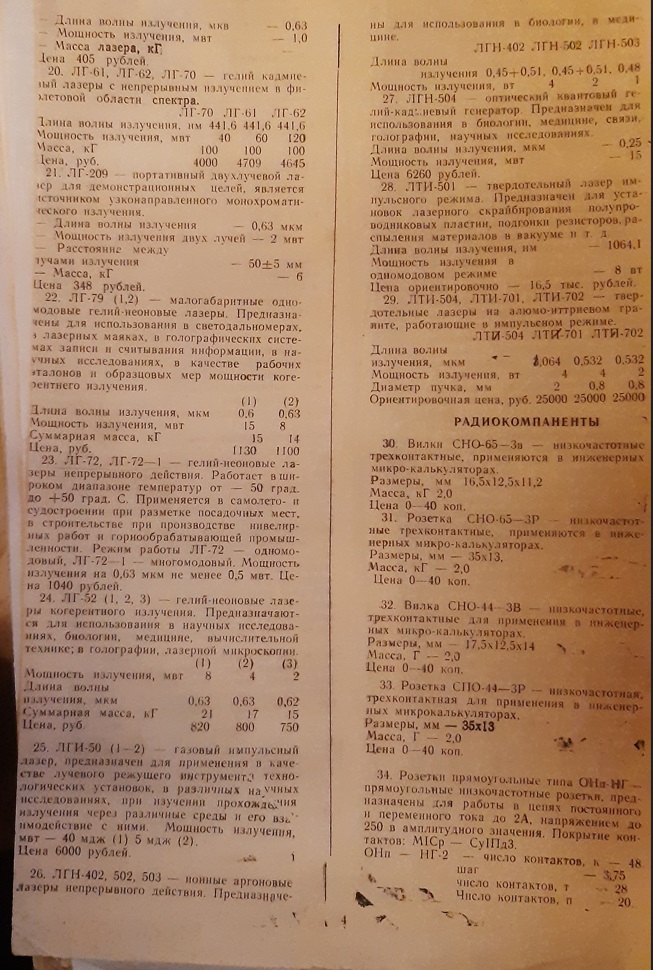 — Длина волны излучения, мкв — 0,63
— Мощность излучения, мвт — 1,0
— Масса лазера, кГ
Цена 405 рублей.
20. ЛГ-61, ЛГ-62, ЛГ-70 — гелий кадмие-
вый лазеры с непрерывным излучением в фи-
олетовой области спектра.
ЛГ-70 ЛГ-61 ЛГ-62
Длина волны излучения, нм 441,6 441,6 441,6
Мощность излучения, мвт 40 60 120
Масса, кГ 100 100 100
Цена, руб. 4000 4709 4645
21. ЛГ-209 — портативный двухлучевой ла-
зер для демонстрационных целей, является
источником узконаправленного монохромати-
ческого излучения.
— Длина волны излучения — 0,63 мкм
— Мощность излучения двух лучей — 2 мвт
— Расстояние между
лучами излучения — 50±5 мм
— Масса, кГ — 6
Цена 348 рублей.
22. ЛГ-79 (1,2) — малогабаритные одно-
модовые гелий-неоновые лазеры. Предназна-
чены для использования в светодальномерах,
в лазерных маяках, в голографических систе-
мах записи и считывания информации, в на-
учных исследованиях, в качестве рабочих
эталонов и образцовых мер мощности коге-
рентного излучения.
(1) (2)
Длина волны излучения, мкм 0,6 0,63
Мощность излучения, мвт 15 8
Суммарная масса, кГ 15 14
Цена, руб. 1130 1100
23. ЛГ-72, ЛГ-72—1 — гелий-неоновые ла-
зеры непрерывного действия. Работает в ши-
роком диапазоне температур от — 50 град.
до +50 град. С. Применяется в самолето- и
судостроении при разметке посадочных мест,
в строительстве при производстве нивелир-
ных работ и горнообрабатывающей промыш-
ленности. Режим работы ЛГ-72 — одномо-
довый, ЛГ-72—1 — многомодовый. Мощность
излучения на 0,63 мкм не менее 0,5 мвт. Це-
на 1040 рублей.
24. ЛГ-52 (1, 2, 3) — гелий-неоновые лазе-
ры когерентного излучения. Предназначают-
ся для использования в научных исследова-
ниях, биологии, медицине, вычислительной
технике; в голографии, лазерной микроскопии.
(1) (2) (3)
Мощность излучения, мвт 8 4 2
Длина волны
излучения, мкм 0,63 0,63 0,62
Суммарная масса, кГ 21 17 15
Цена, руб. 820 800 750
25. ЛГИ-50 (1—2) — газовый импульсный
лазер, предназначен для применения в каче-
стве лучевого режущего инструмента техно-
логических установок, в различных научных
исследованиях, при изучении прохождения
излучения через различные среды и его вза-
имодействие с ними. Мощность излучения,
мвт — 40 мдж (1) 5 мдж (2).
Цена 6000 рублей.
26. ЛГН-402, 502, 503 — ионные аргоновые
лазеры непрерывного действия. Предназначе-
ны для использования в биологии, в меди-
цине.
ЛГН-402 ЛГН-502 ЛГН-503
Длина волны
излучения 0,45÷0,51, 0,45÷0,51, 0,48
Мощность излучения, вт 4 2 1
27. ЛГН-504 — оптический квантовый ге-
лий-кадмиевый генератор. Предназначен для
использования в биологии, медицине, связи,
голографии, научных исследованиях.
Длина волны излучения, мкм — 0,25
Мощность излучения, мвт — 15
Цена 6260 рублей.
28. ЛТИ-501 — твердотельный лазер им-
пульсного режима. Предназначен для уста-
новок лазерного скрайбирования полупро-
водниковых пластин, подгонки резисторов, ра-
спыления материалов в вакууме и т. д.
Длина волны излучения, нм — 1064,1
Мощность излучения в
одномодовом режиме — 8 вт
Цена ориентировочно — 16,5 тыс. рублей.
29. ЛТИ-504, ЛТИ-701, ЛТИ-702 — твер-
дотельные лазеры на алюмо-иттриевом гра-
ините, работающие в импульсном режиме.
ЛТИ-504 ЛТИ-701 ЛТИ-702
Длина волны
излучения, мкм 1,064 0,532 0,532
Мощность излучения, вт 4 4 2
Диаметр пучка, мм 2 0,8 0,8
Ориентировочная цена, руб. 25000 25000 25000
РАДИОКОМПАНЕНТЫ
30. Вилки СНО-65—3в — низкочастотные
трехконтактные, применяются в инженерных
микро-калькуляторах.
Размеры, мм 16,5х12,5х11,2
Масса, кГ 2,0
Цена 0—40 коп.
31. Розетка СНО-65—3Р — низкочастот-
ные трехконтактные, применяются в инже-
нерных микро-калькуляторах.
Размеры, мм — 35х13.
Масса, кГ — 2,0
Цена 0—40 коп.
32. Вилка СНО-44—3В — низкочастотные,
трехконтактные для применения в инженер-
ных микро-калькуляторах.
Размеры, мм — 17,5х12,5х14
Масса, Г — 2,0
Цена 0—40 коп.
33. Розетка СПО-44—3Р — низкочастотная,
трехконтактная для применения в инженер-
ных микрокалькуляторах.
Размеры, мм — 35х13
Масса, Г — 2,0
Цена 0—40 коп.
34. Розетки прямоугольные типа ОНп-НГ —
прямоугольные низкочастотные розетки, пред-
назначены для работы в цепях постоянного
и переменного тока до 2А, напряжением до
250 в амплитудного значения. Покрытие кон-
тактов: МІСр — СуІПд3.
ОНп — НГ-2 — число контактов, к — 48
шаг — 3,75
число контактов, т — 28
Число контактов, п — 20
4